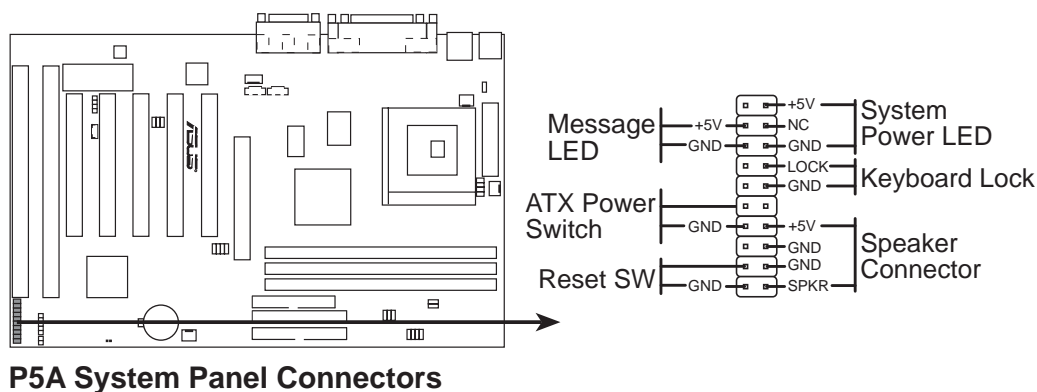 ASUS
Message
LED
+5V
GND
ATX Power
Switch
GND
Reset SW
GND
+5V
NC
GND
System
Power LED
LOCK
GND
Keyboard Lock
+5V
GND
GND
SPKR
Speaker
Connector
P5A System Panel Connectors